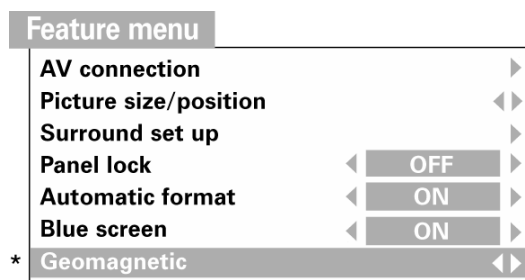 Feature menu
AV connection
Picture size/position
Surround set up
Panel lock OFF
Automatic format ON
Blue screen ON
* Geomagnetic